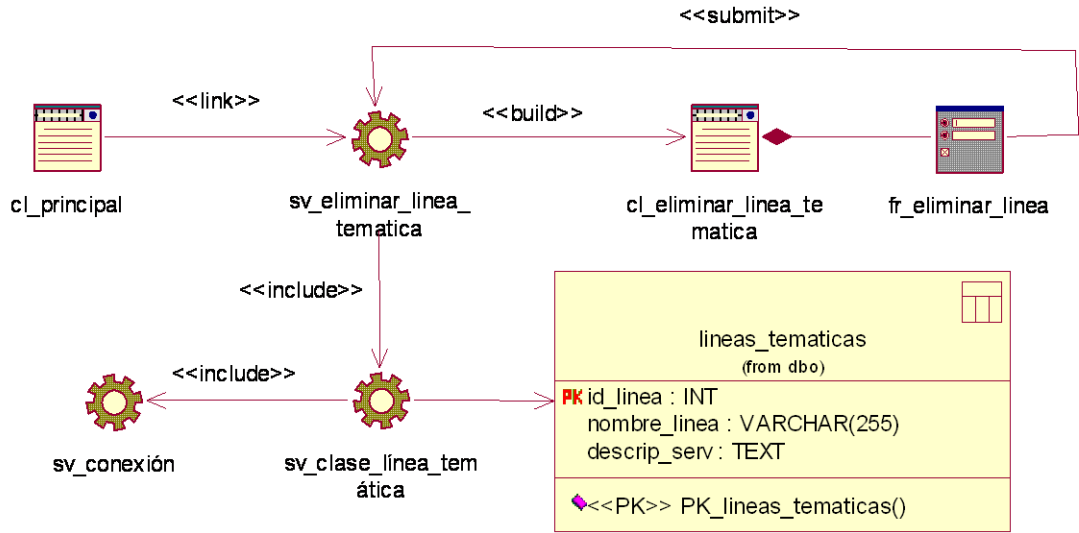 <<submit>>
<<link>>
<<build>>
cl_principal
sv_eliminar_linea_
tematica
cl_eliminar_linea_te
matica
fr_eliminar_linea
<<include>>
lineas_tematicas
(from dbo)
<<include>>
PK id_linea : INT
nombre_linea : VARCHAR(255)
descrip_serv : TEXT
sv_conexión
sv_clase_línea_tem
ática
<<PK>> PK_lineas_tematicas()